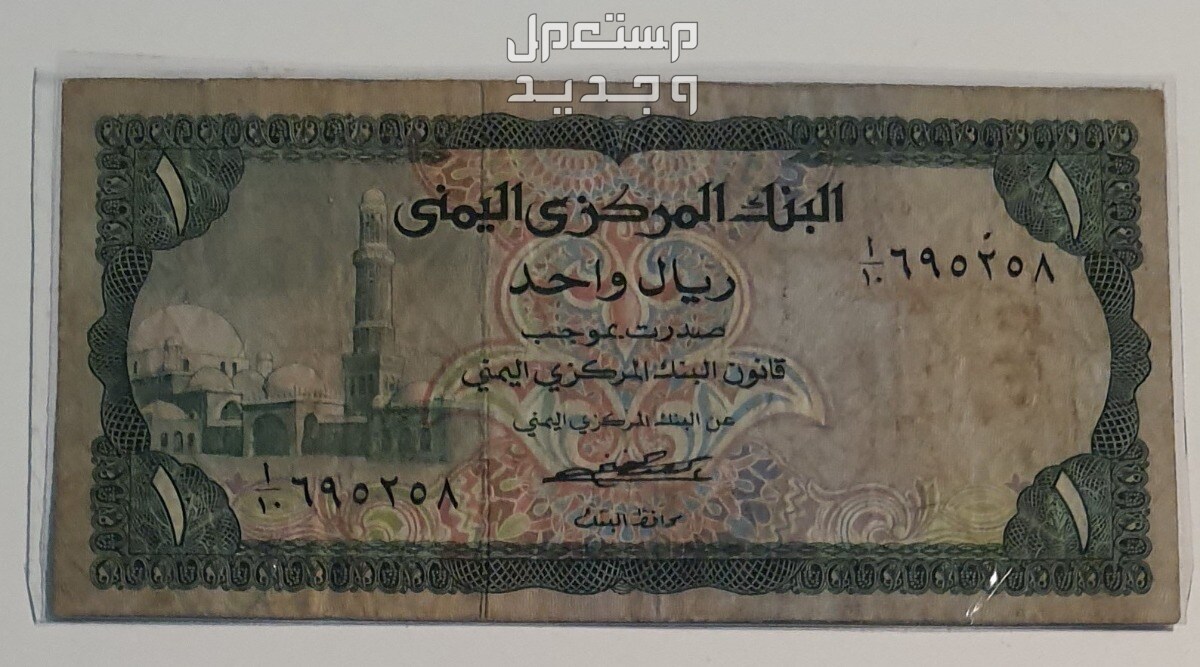 مستعمل
وجديد
١
١
البنك المركزي اليمني
١/١٠ ٦٩٥٢٥٨
ريال واحد
صدرت بموجب
قانون البنك المركزي اليمني
عن البنك المركزي اليمني
١/١٠ ٦٩٥٢٥٨
محافظ البنك
١
١